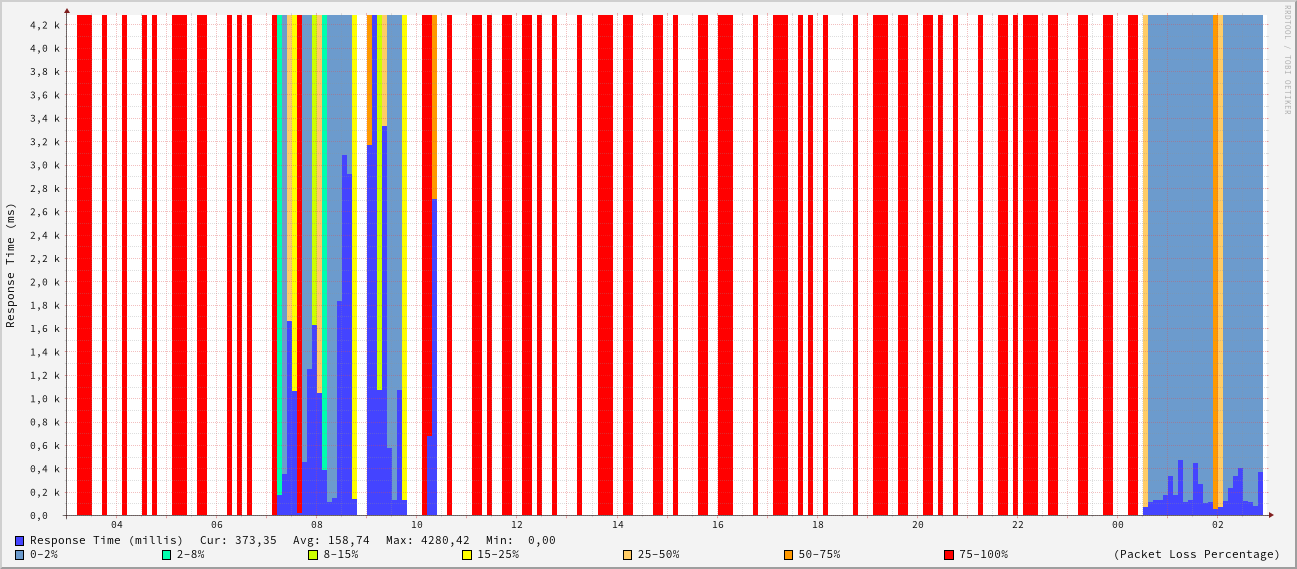 RRDTOOL / TOBI OETIKER
Response Time (ms)
4,2 k
4,0 k
3,8 k
3,6 k
3,4 k
3,2 k
3,0 k
2,8 k
2,6 k
2,4 k
2,2 k
2,0 k
1,8 k
1,6 k
1,4 k
1,2 k
1,0 k
0,8 k
0,6 k
0,4 k
0,2 k
0,0
04 06 08 10 12 14 16 18 20 22 00 02
Response Time (millis) Cur: 373,35 Avg: 158,74 Max: 4280,42 Min: 0,00
0-2% 2-8% 8-15% 15-25% 25-50% 50-75% 75-100% (Packet Loss Percentage)